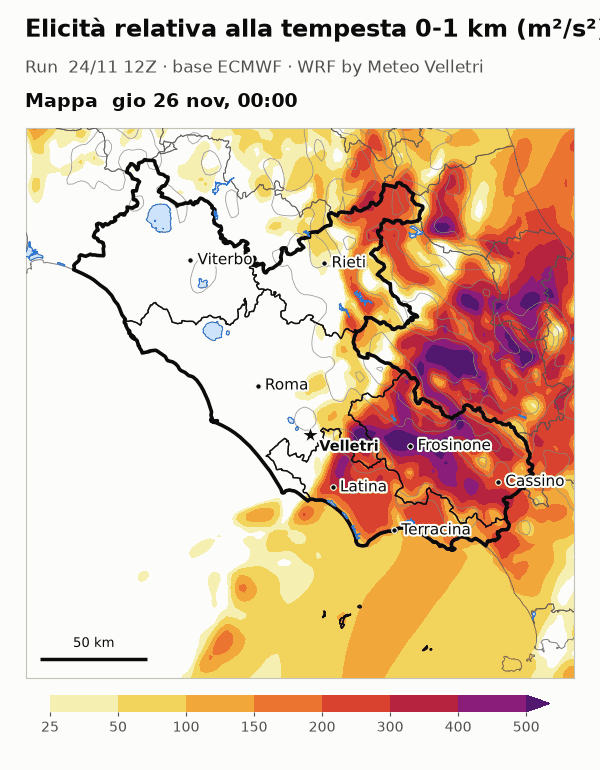 Elicità relativa alla tempesta 0-1 km (m²/s²)
Run  24/11 12Z · base ECMWF · WRF by Meteo Velletri
Mappa  gio 26 nov, 00:00
Viterbo
Rieti
Roma
Velletri
Frosinone
Cassino
Latina
Terracina
50 km
25 50 100 150 200 300 400 500